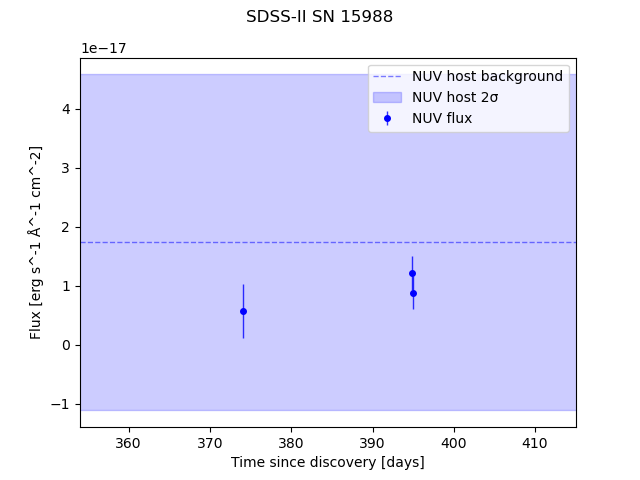 SDSS-II SN 15988
1e−17
NUV host background
NUV host 2σ
NUV flux
4
3
2
1
0
−1
Flux [erg s^-1 Å^-1 cm^-2]
360
370
380
390
400
410
Time since discovery [days]